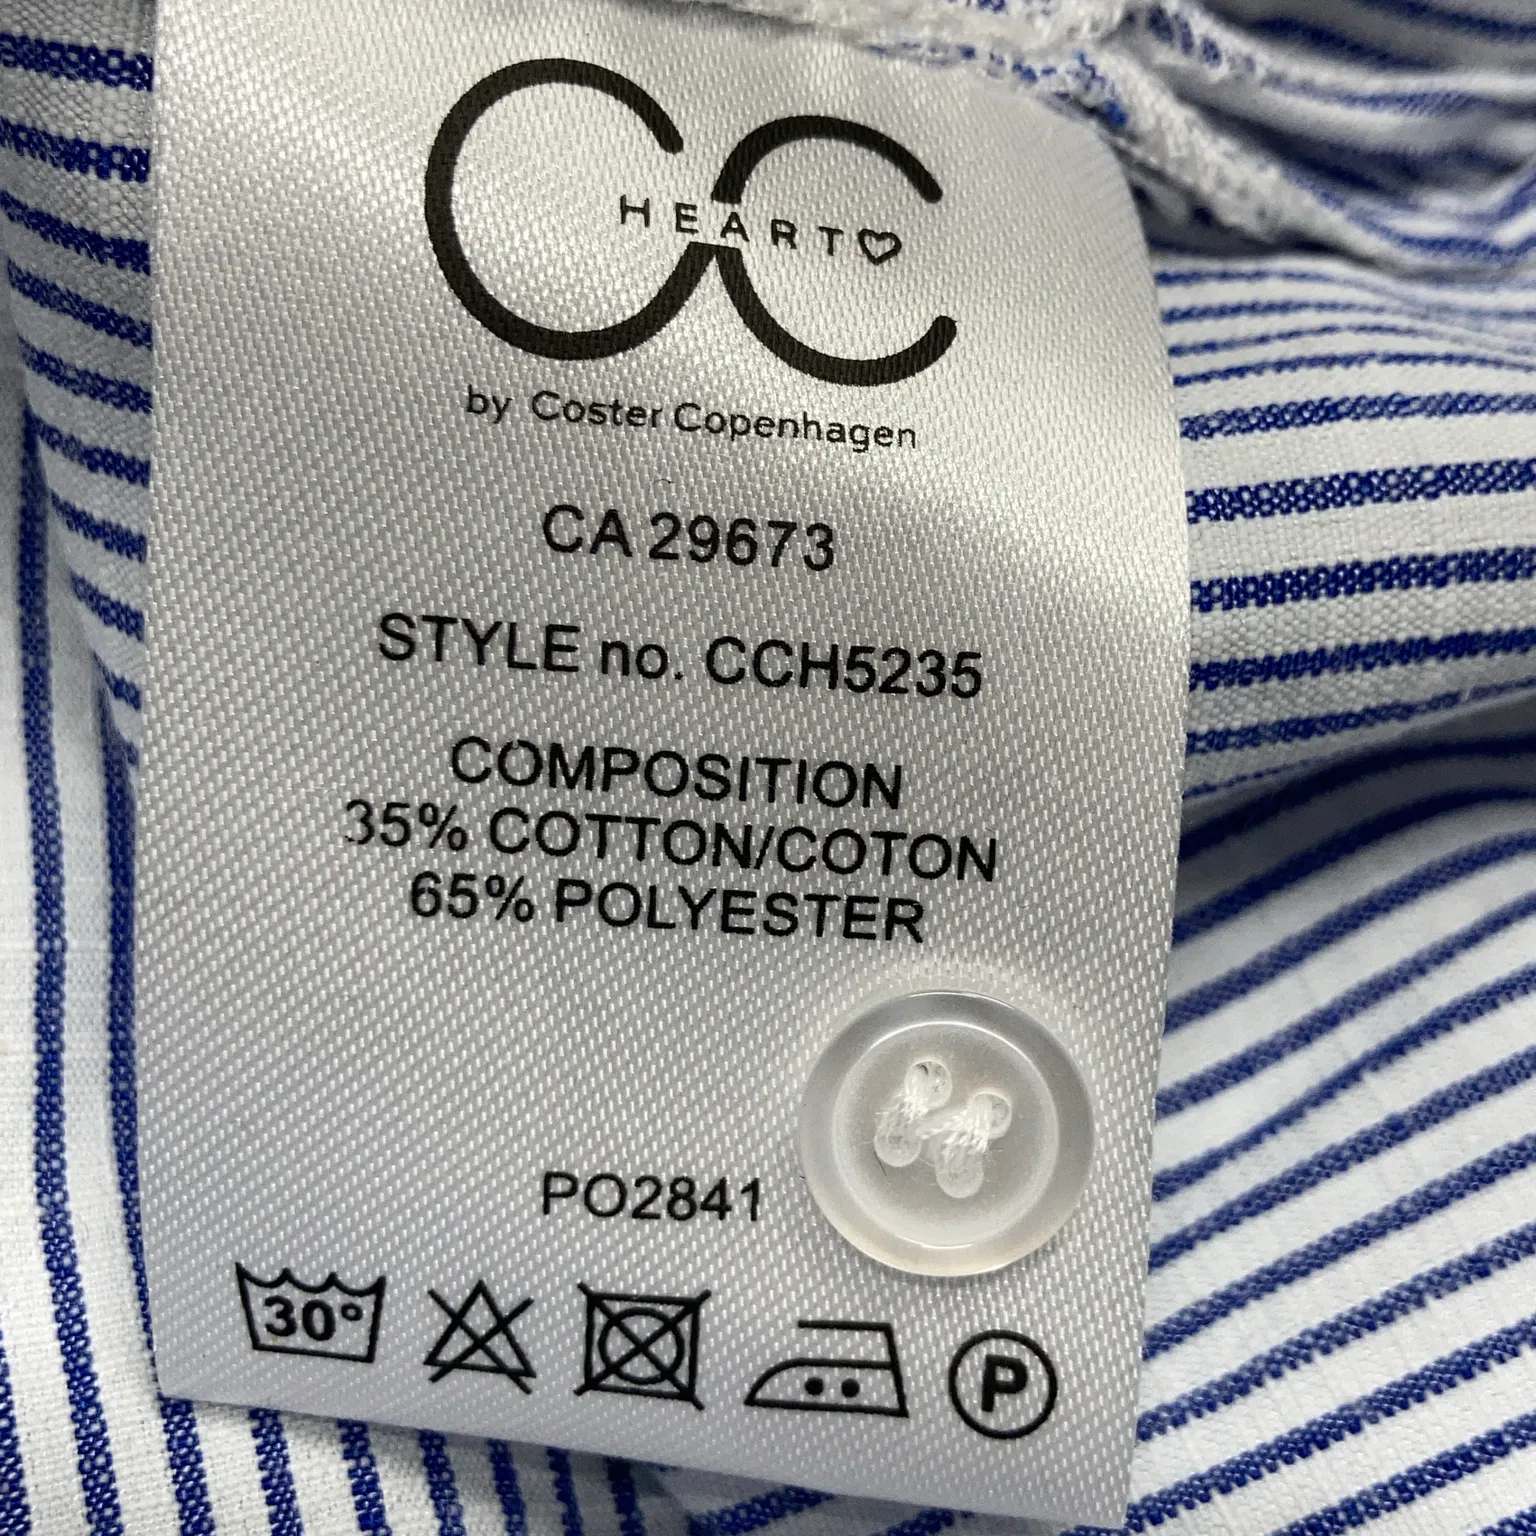 CC
HEART
by Coster Copenhagen
CA 29673
STYLE no. CCH5235
COMPOSITION
35% COTTON/COTON
65% POLYESTER
PO2841
30°
P